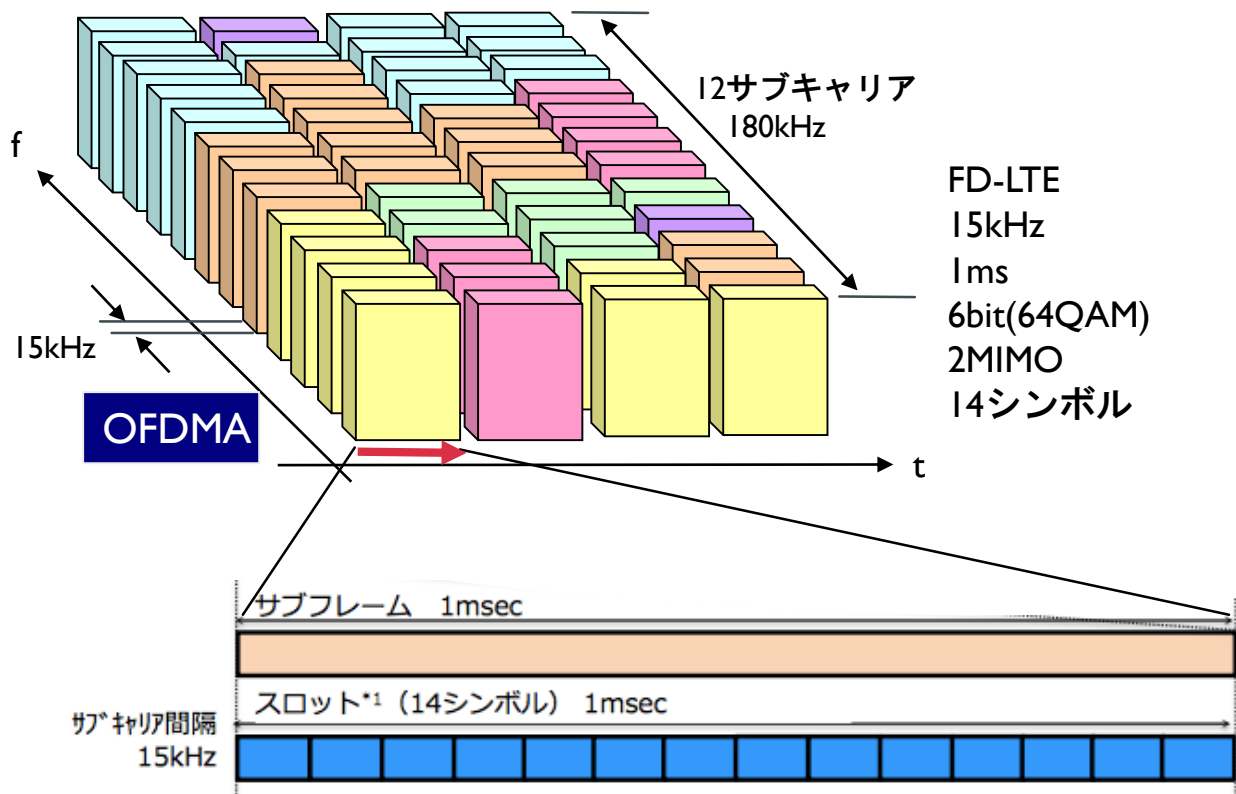 12サブキャリア
180kHz
f
FD-LTE
15kHz
1ms
6bit(64QAM)
2MIMO
14シンボル
15kHz
OFDMA
t
サブフレーム 1msec
スロット*1（14シンボル） 1msec
ｻﾌﾞｷｬﾘｱ間隔
15kHz